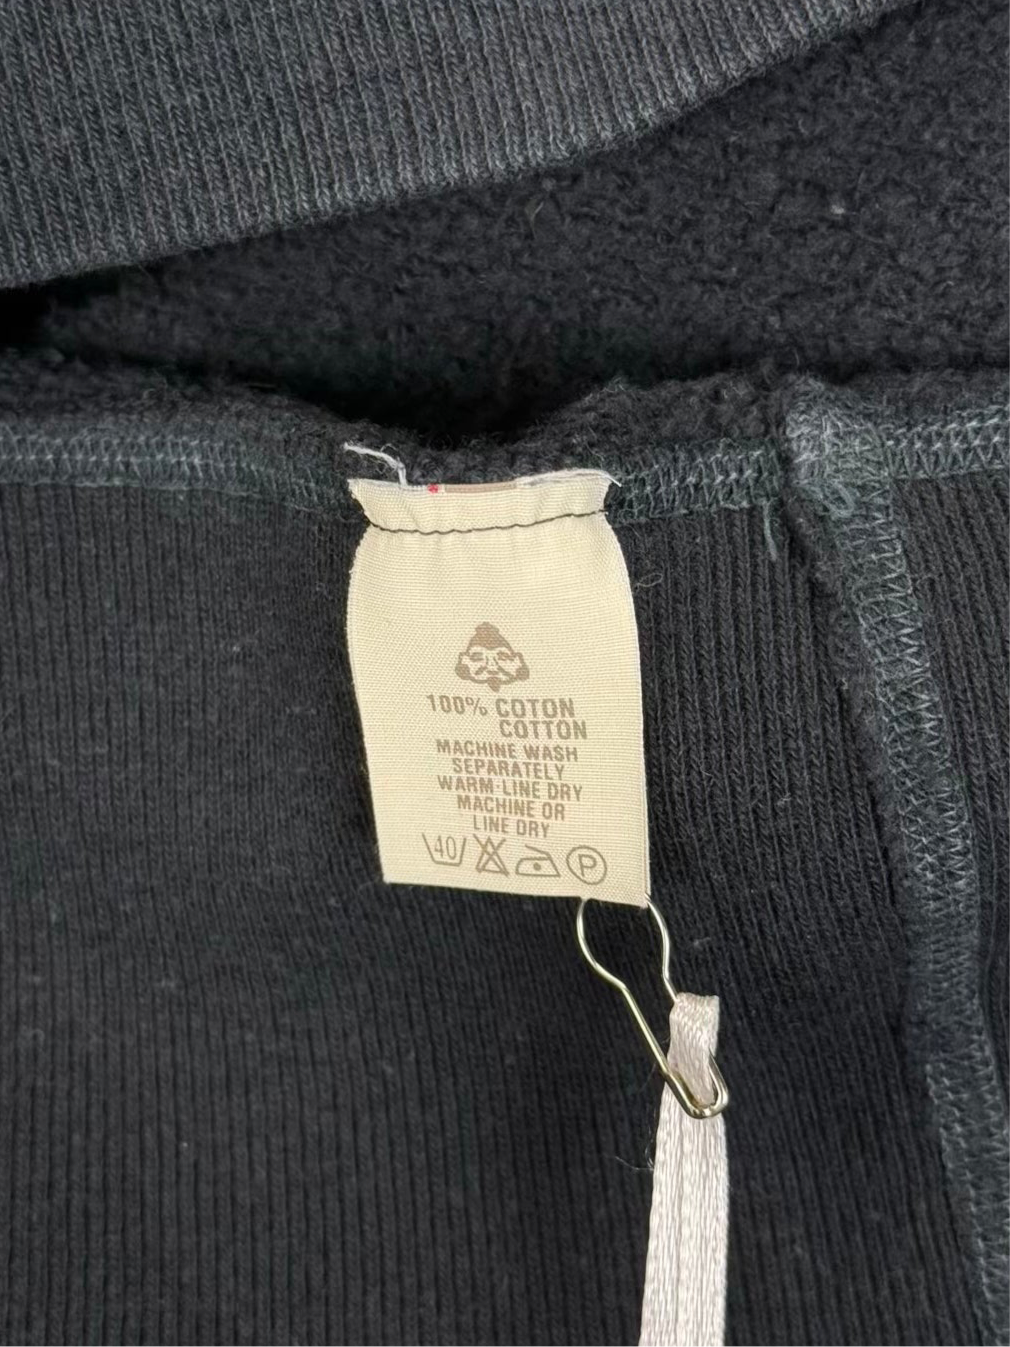 100% COTON
COTTON
MACHINE WASH
SEPARATELY
WARM-LINE DRY
MACHINE OR
LINE DRY
40 P